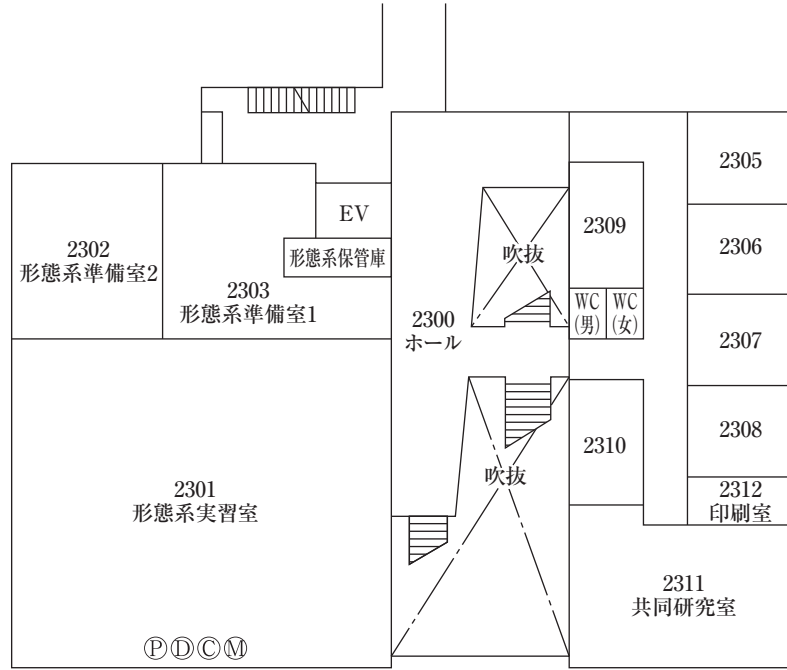 2302
形態系準備室2
2303
形態系準備室1
EV
形態系保管庫
2300
ホール
吹抜
2309
WC
(男)
WC
(女)
2305
2306
2307
2308
2312
印刷室
2310
吹抜
2301
形態系実習室
2311
共同研究室
ⓅⒹⒸⓂ